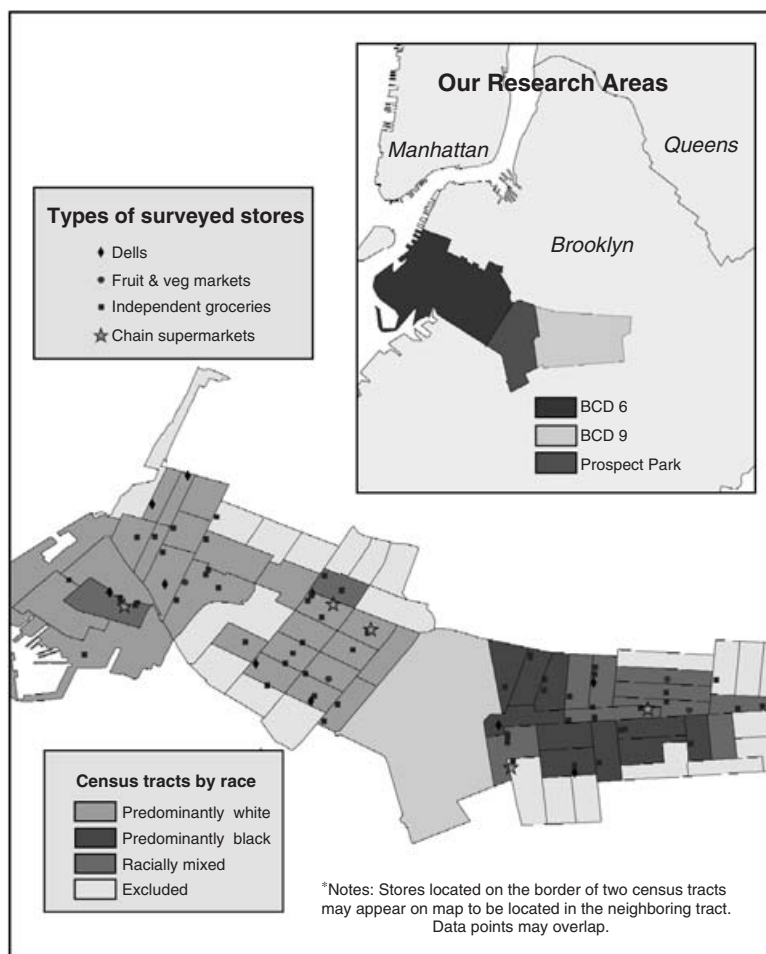 Our Research Areas
Manhattan
Queens
Brooklyn
BCD 6
BCD 9
Prospect Park
Types of surveyed stores
Dells
Fruit & veg markets
Independent groceries
Chain supermarkets
Census tracts by race
Predominantly white
Predominantly black
Racially mixed
Excluded
*Notes: Stores located on the border of two census tracts
may appear on map to be located in the neighboring tract.
Data points may overlap.